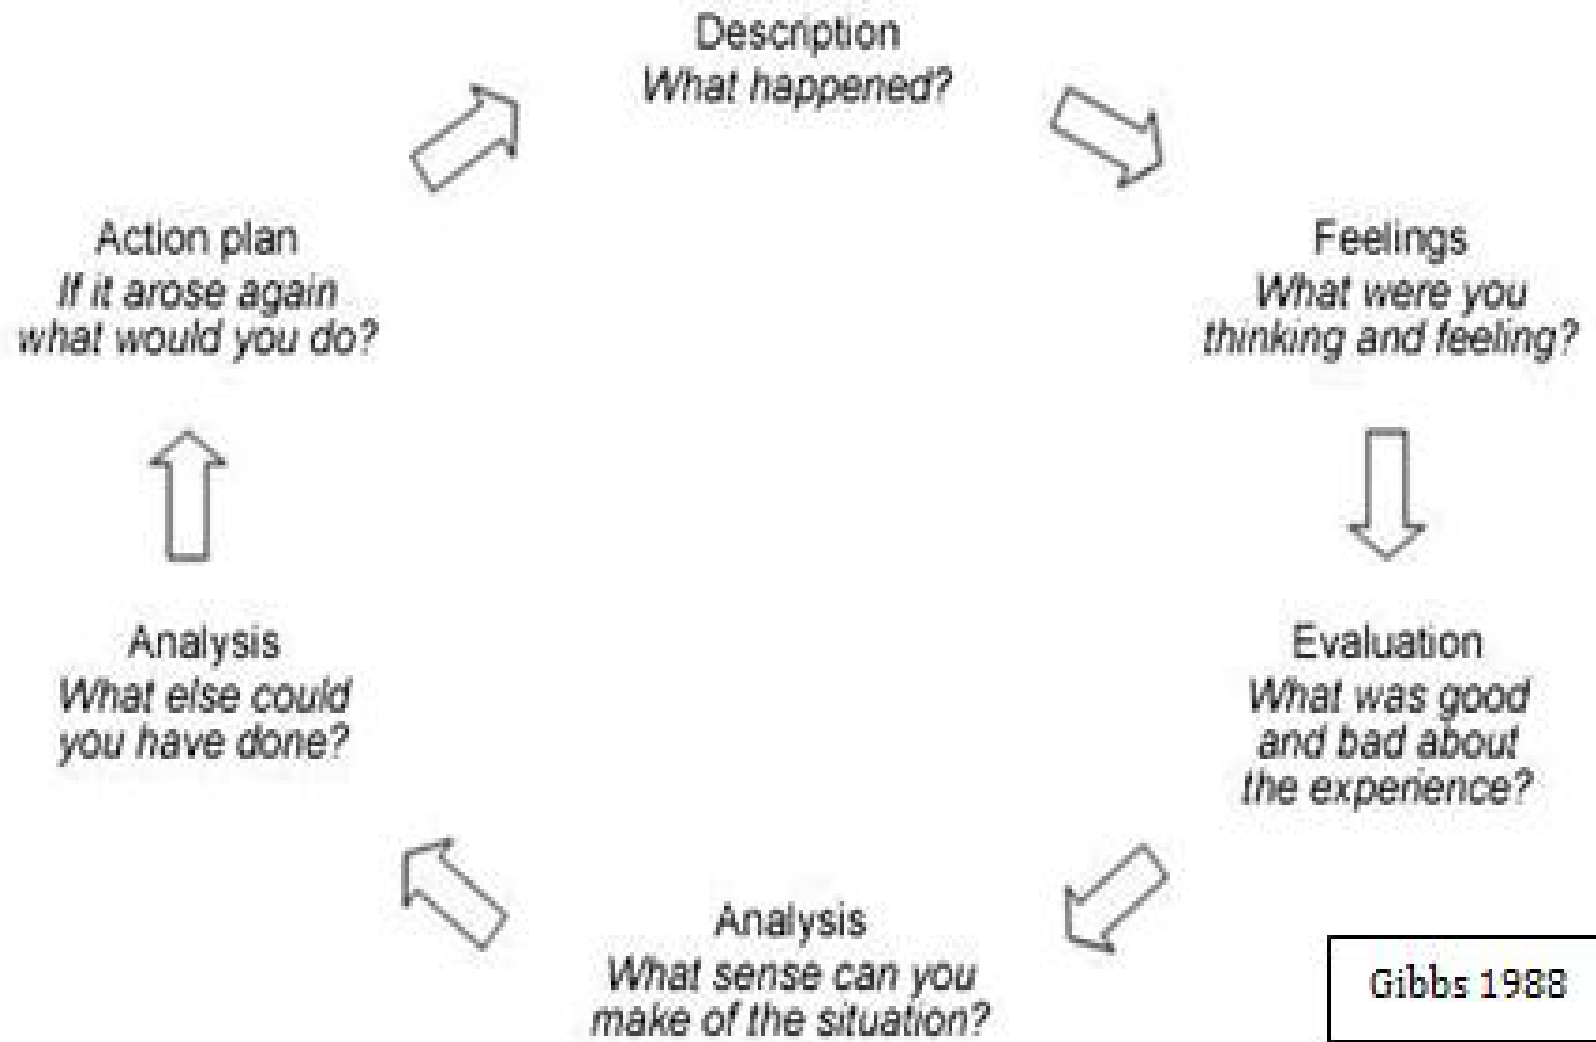 Description
What happened?
Feelings
What were you
thinking and feeling?
Evaluation
What was good
and bad about
the experience?
Analysis
What sense can you
make of the situation?
Analysis
What else could
you have done?
Action plan
If it arose again
what would you do?
Gibbs 1988